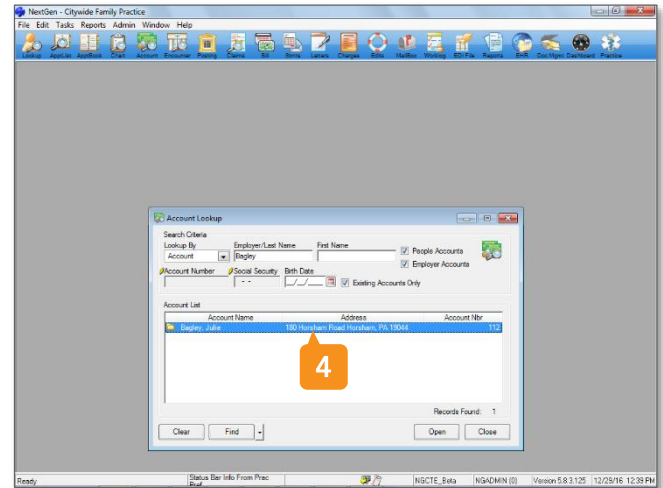 NextGen - Citywide Family Practice
File Edit Tasks Reports Admin Window Help
Lookup ApptList ApptBook Chart Account Encounter Posting Claims Bill Stmts Letters Charges Edits MailBox Worklog EDI File Reports EHR Doc Mgmt Dashboard Practice
Account Lookup
Search Criteria
Lookup By Employer/Last Name First Name
Account Bagley
People Accounts
Employer Accounts
Account Number Social Security Birth Date
- - _/_/__ Existing Accounts Only
Account List
Account Name Address Account Nbr
Bagley, Julie 180 Horsham Road Horsham, PA 19044 112
4
Records Found: 1
Clear Find Open Close
Ready Status Bar Info From Prac Pref NGCTE_Beta NGADMIN (0) Version 5.8.3.125 12/29/16 12:39 PM